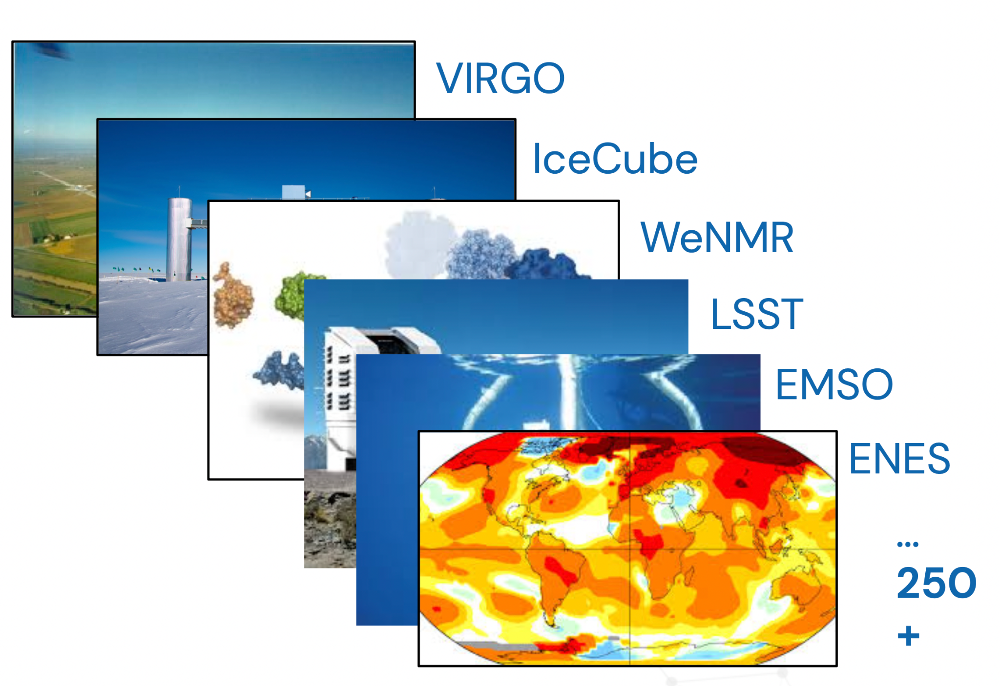 VIRGO
IceCube
WeNMR
LSST
EMSO
ENES
...
250
+